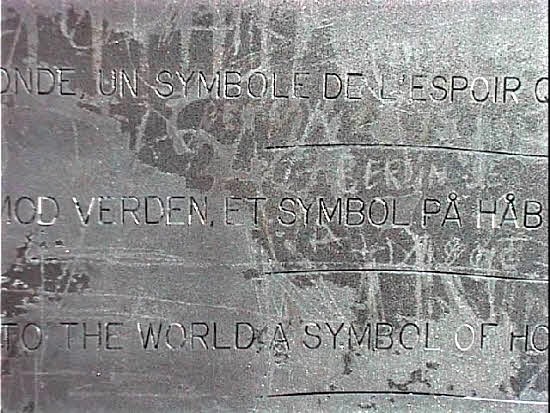 ONDE, UN SYMBOLE DE L'ESPOIR Q
MOD VERDEN, ET SYMBOL PÅ HÅB
TO THE WORLD, A SYMBOL OF HO